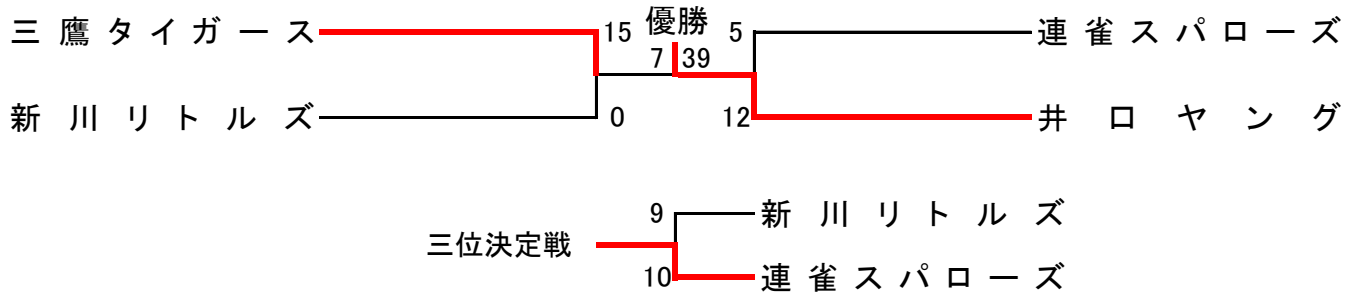 三鷹タイガース 15 優勝 5 連雀スパローズ
7 39
新川リトルズ 0 12 井口ヤング
9 新川リトルズ
三位決定戦
10 連雀スパローズ